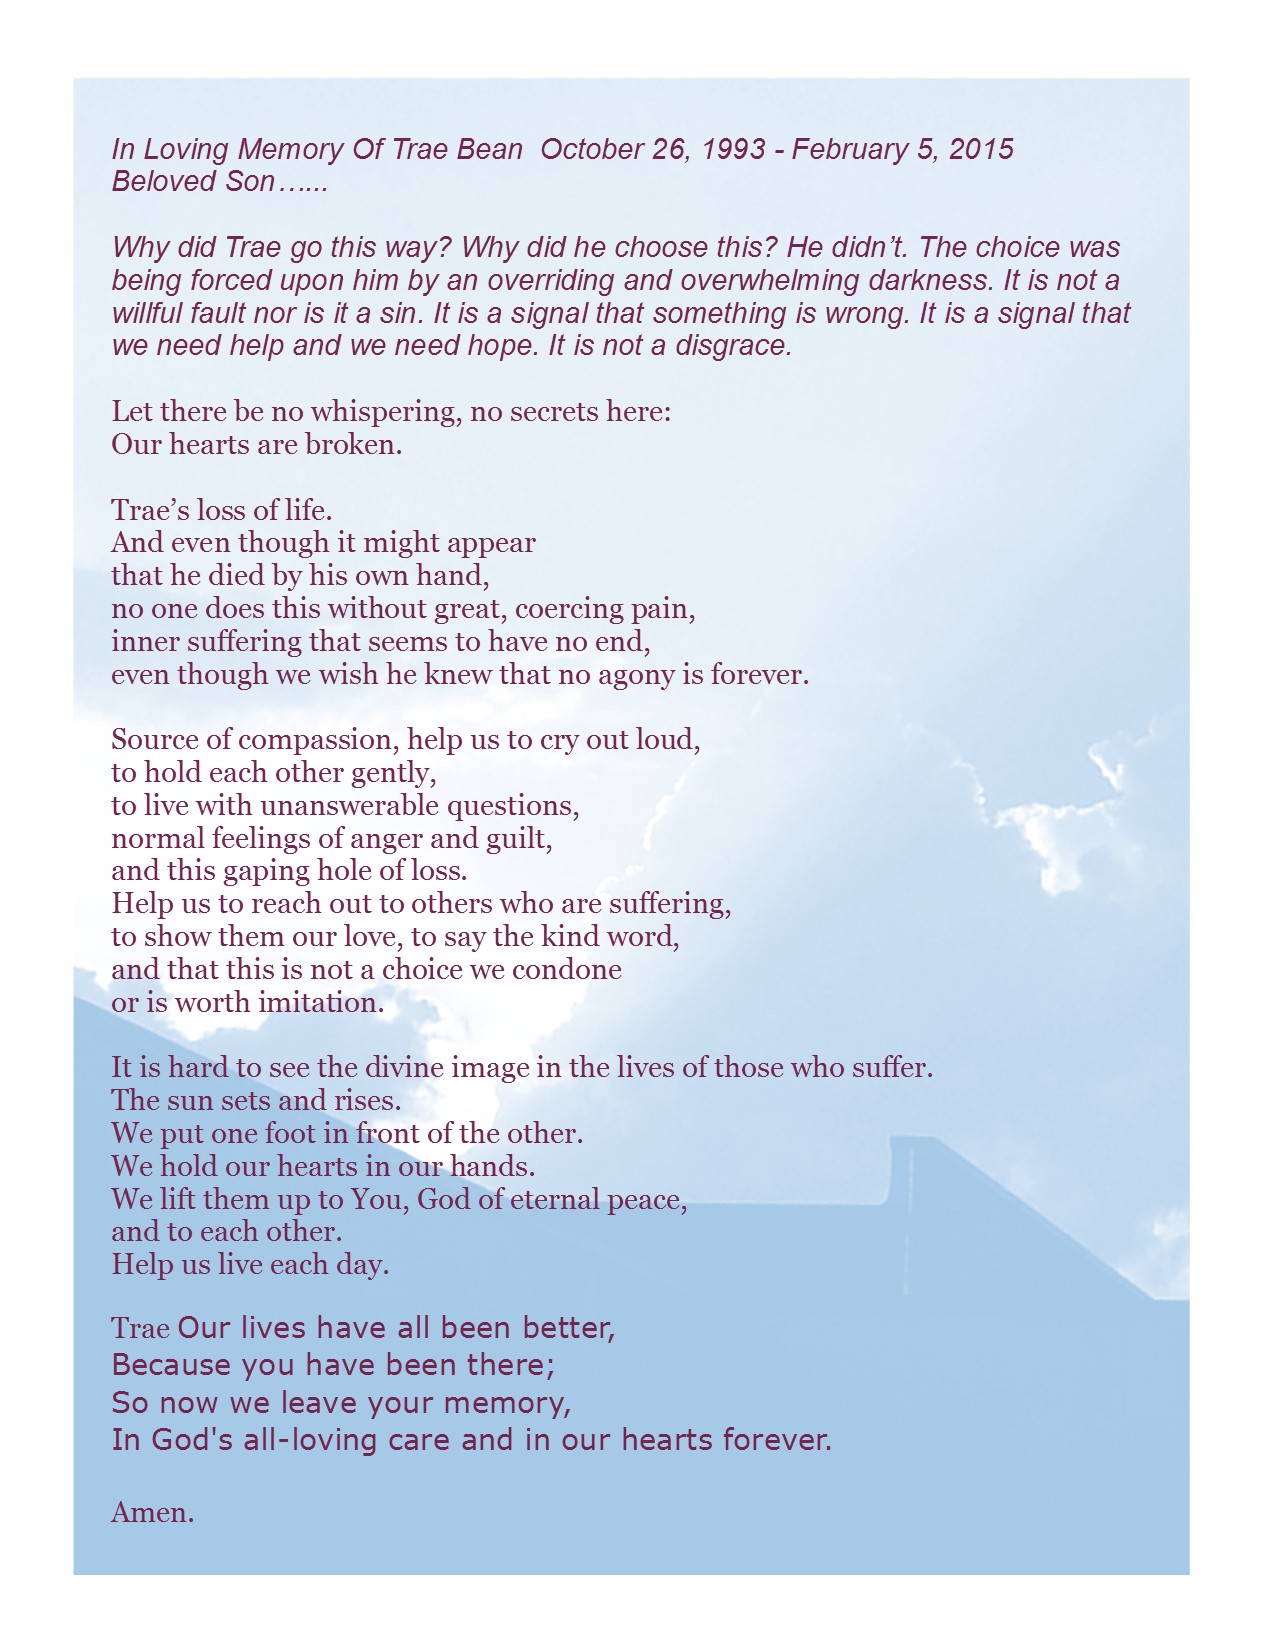 In Loving Memory Of Trae Bean  October 26, 1993 - February 5, 2015
Beloved Son…...
Why did Trae go this way? Why did he choose this? He didn’t. The choice was
being forced upon him by an overriding and overwhelming darkness. It is not a
willful fault nor is it a sin. It is a signal that something is wrong. It is a signal that
we need help and we need hope. It is not a disgrace.
Let there be no whispering, no secrets here:
Our hearts are broken.
Trae’s loss of life.
And even though it might appear
that he died by his own hand,
no one does this without great, coercing pain,
inner suffering that seems to have no end,
even though we wish he knew that no agony is forever.
Source of compassion, help us to cry out loud,
to hold each other gently,
to live with unanswerable questions,
normal feelings of anger and guilt,
and this gaping hole of loss.
Help us to reach out to others who are suffering,
to show them our love, to say the kind word,
and that this is not a choice we condone
or is worth imitation.
It is hard to see the divine image in the lives of those who suffer.
The sun sets and rises.
We put one foot in front of the other.
We hold our hearts in our hands.
We lift them up to You, God of eternal peace,
and to each other.
Help us live each day.
Trae Our lives have all been better,
Because you have been there;
So now we leave your memory,
In God's all-loving care and in our hearts forever.
Amen.